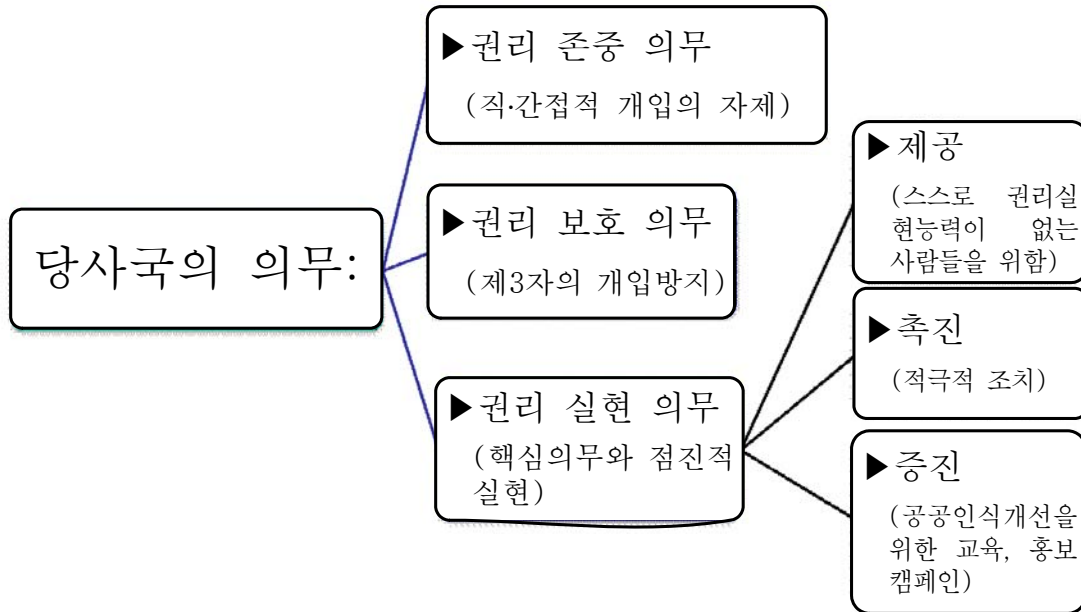 당사국의 의무:
▶권리 존중 의무
(직·간접적 개입의 자제)
▶권리 보호 의무
(제3자의 개입방지)
▶권리 실현 의무
(핵심의무와 점진적
실현)
▶제공
(스스로 권리실
현능력이 없는
사람들을 위함)
▶촉진
(적극적 조치)
▶증진
(공공인식개선을
위한 교육, 홍보
캠페인)